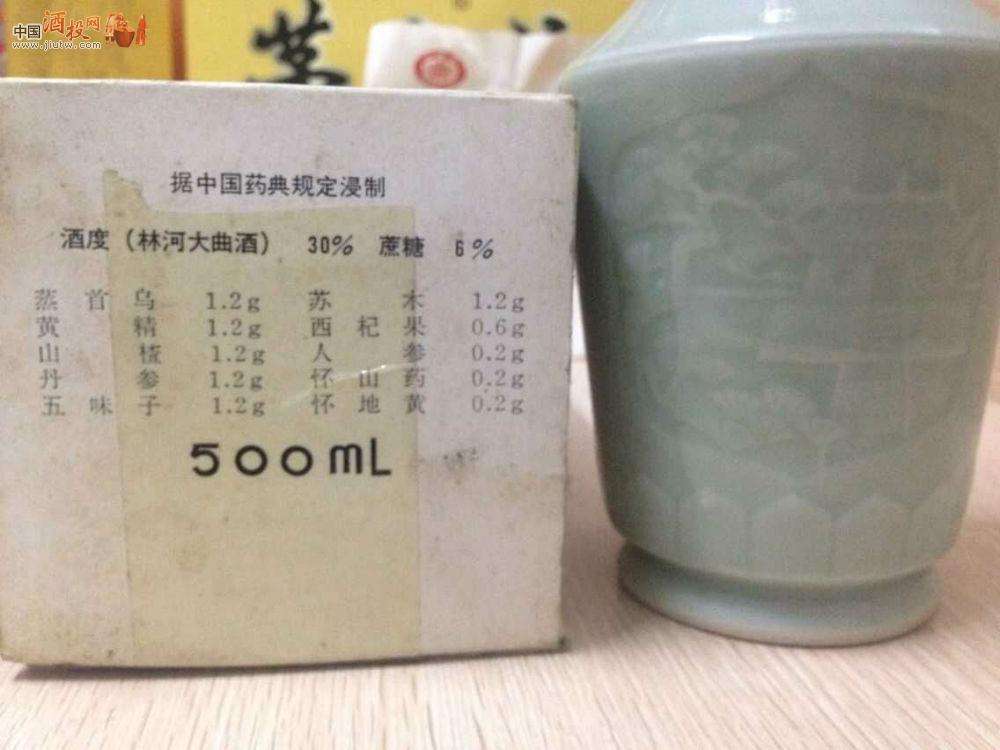 中国酒投网
www.jiutw.com
茅
据中国药典规定浸制
酒度（林河大曲酒） 30% 蔗糖 6%
蒸首乌 1.2g 苏木 1.2g
黄精 1.2g 西杞果 0.6g
山楂 1.2g 人参 0.2g
丹参 1.2g 怀山药 0.2g
五味子 1.2g 怀地黄 0.2g
500mL